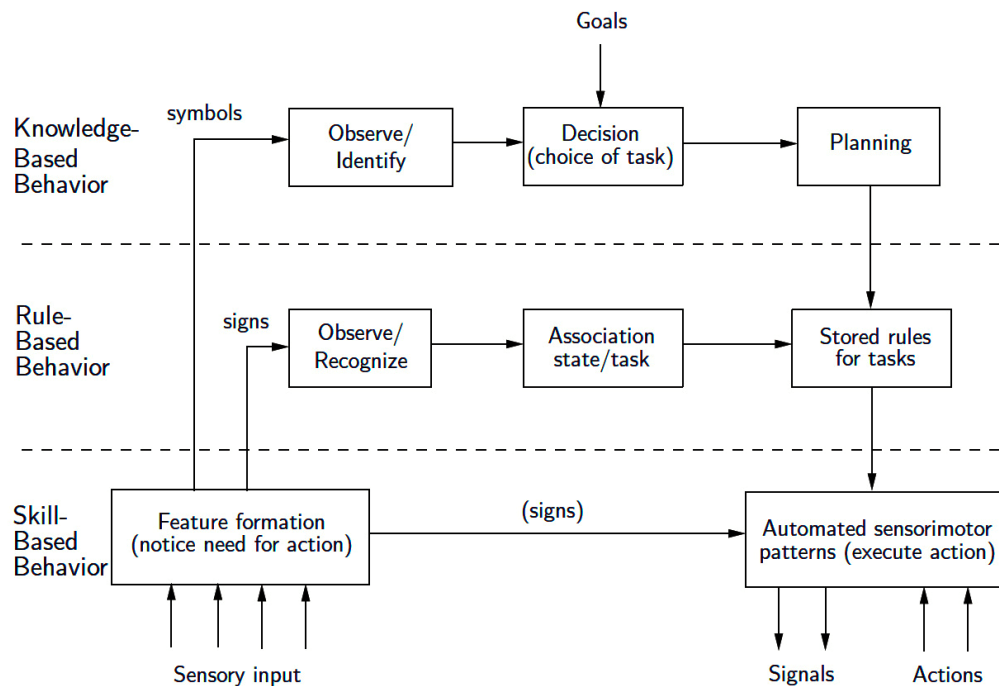 Goals
symbols
Knowledge-
Based
Behavior
Observe/
Identify
Decision
(choice of task)
Planning
Rule-
Based
Behavior
signs
Observe/
Recognize
Association
state/task
Stored rules
for tasks
Skill-
Based
Behavior
Feature formation
(notice need for action)
(signs)
Automated sensorimotor
patterns (execute action)
Sensory input
Signals
Actions